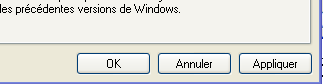 les précédentes versions de Windows.
OK Annuler Appliquer